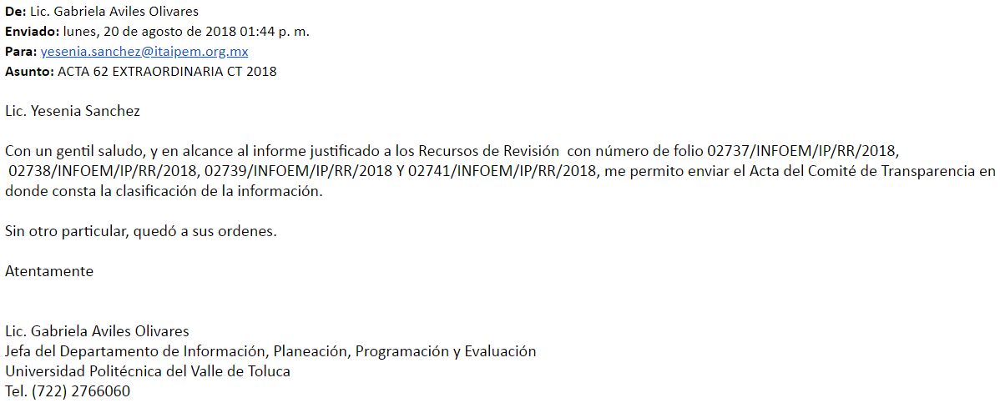 De: Lic. Gabriela Aviles Olivares
Enviado: lunes, 20 de agosto de 2018 01:44 p. m.
Para: yesenia.sanchez@itaipem.org.mx
Asunto: ACTA 62 EXTRAORDINARIA CT 2018
Lic. Yesenia Sanchez
Con un gentil saludo, y en alcance al informe justificado a los Recursos de Revisión  con número de folio 02737/INFOEM/IP/RR/2018,
02738/INFOEM/IP/RR/2018, 02739/INFOEM/IP/RR/2018 Y 02741/INFOEM/IP/RR/2018, me permito enviar el Acta del Comité de Transparencia en
donde consta la clasificación de la información.
Sin otro particular, quedó a sus ordenes.
Atentamente
Lic. Gabriela Aviles Olivares
Jefa del Departamento de Información, Planeación, Programación y Evaluación
Universidad Politécnica del Valle de Toluca
Tel. (722) 2766060